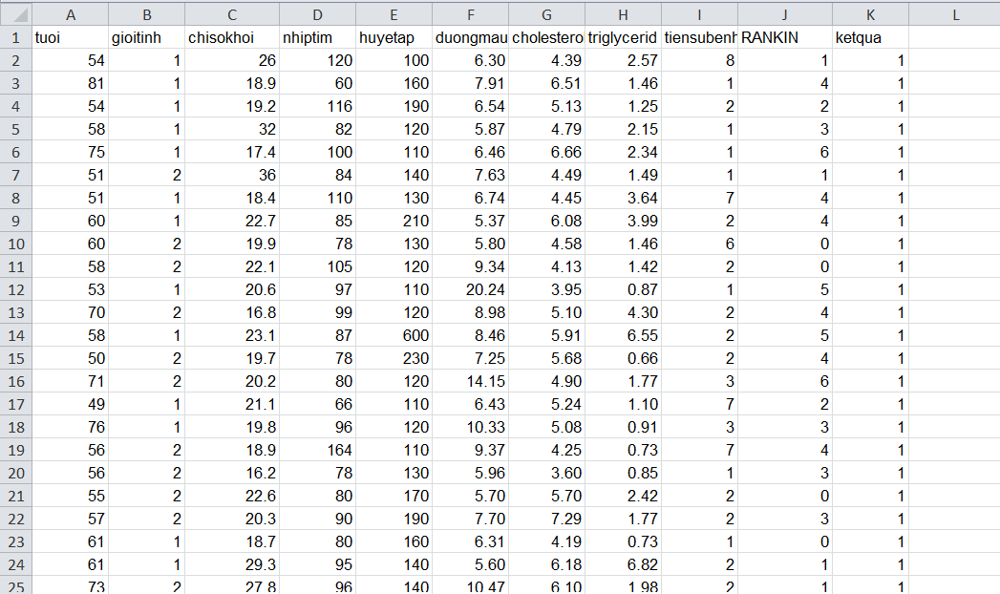 A B C D E F G H I J K L
1 tuoi gioitinh chisokhoi nhiptim huyetap duongmau cholestero triglycerid tiensubenh RANKIN ketqua
2 54 1 26 120 100 6.30 4.39 2.57 8 1 1
3 81 1 18.9 60 160 7.91 6.51 1.46 1 4 1
4 54 1 19.2 116 190 6.54 5.13 1.25 2 2 1
5 58 1 32 82 120 5.87 4.79 2.15 1 3 1
6 75 1 17.4 100 110 6.46 6.66 2.34 1 6 1
7 51 2 36 84 140 7.63 4.49 1.49 1 1 1
8 51 1 18.4 110 130 6.74 4.45 3.64 7 4 1
9 60 1 22.7 85 210 5.37 6.08 3.99 2 4 1
10 60 2 19.9 78 130 5.80 4.58 1.46 6 0 1
11 58 2 22.1 105 120 9.34 4.13 1.42 2 0 1
12 53 1 20.6 97 110 20.24 3.95 0.87 1 5 1
13 70 2 16.8 99 120 8.98 5.10 4.30 2 4 1
14 58 1 23.1 87 600 8.46 5.91 6.55 2 5 1
15 50 2 19.7 78 230 7.25 5.68 0.66 2 4 1
16 71 2 20.2 80 120 14.15 4.90 1.77 3 6 1
17 49 1 21.1 66 110 6.43 5.24 1.10 7 2 1
18 76 1 19.8 96 120 10.33 5.08 0.91 3 3 1
19 56 2 18.9 164 110 9.37 4.25 0.73 7 4 1
20 56 2 16.2 78 130 5.96 3.60 0.85 1 3 1
21 55 2 22.6 80 170 5.70 5.70 2.42 2 0 1
22 57 2 20.3 90 190 7.70 7.29 1.77 2 3 1
23 61 1 18.7 80 160 6.31 4.19 0.73 1 0 1
24 61 1 29.3 95 140 5.60 6.18 6.82 2 1 1
25 73 2 27.8 96 140 10.47 6.10 1.98 2 1 1